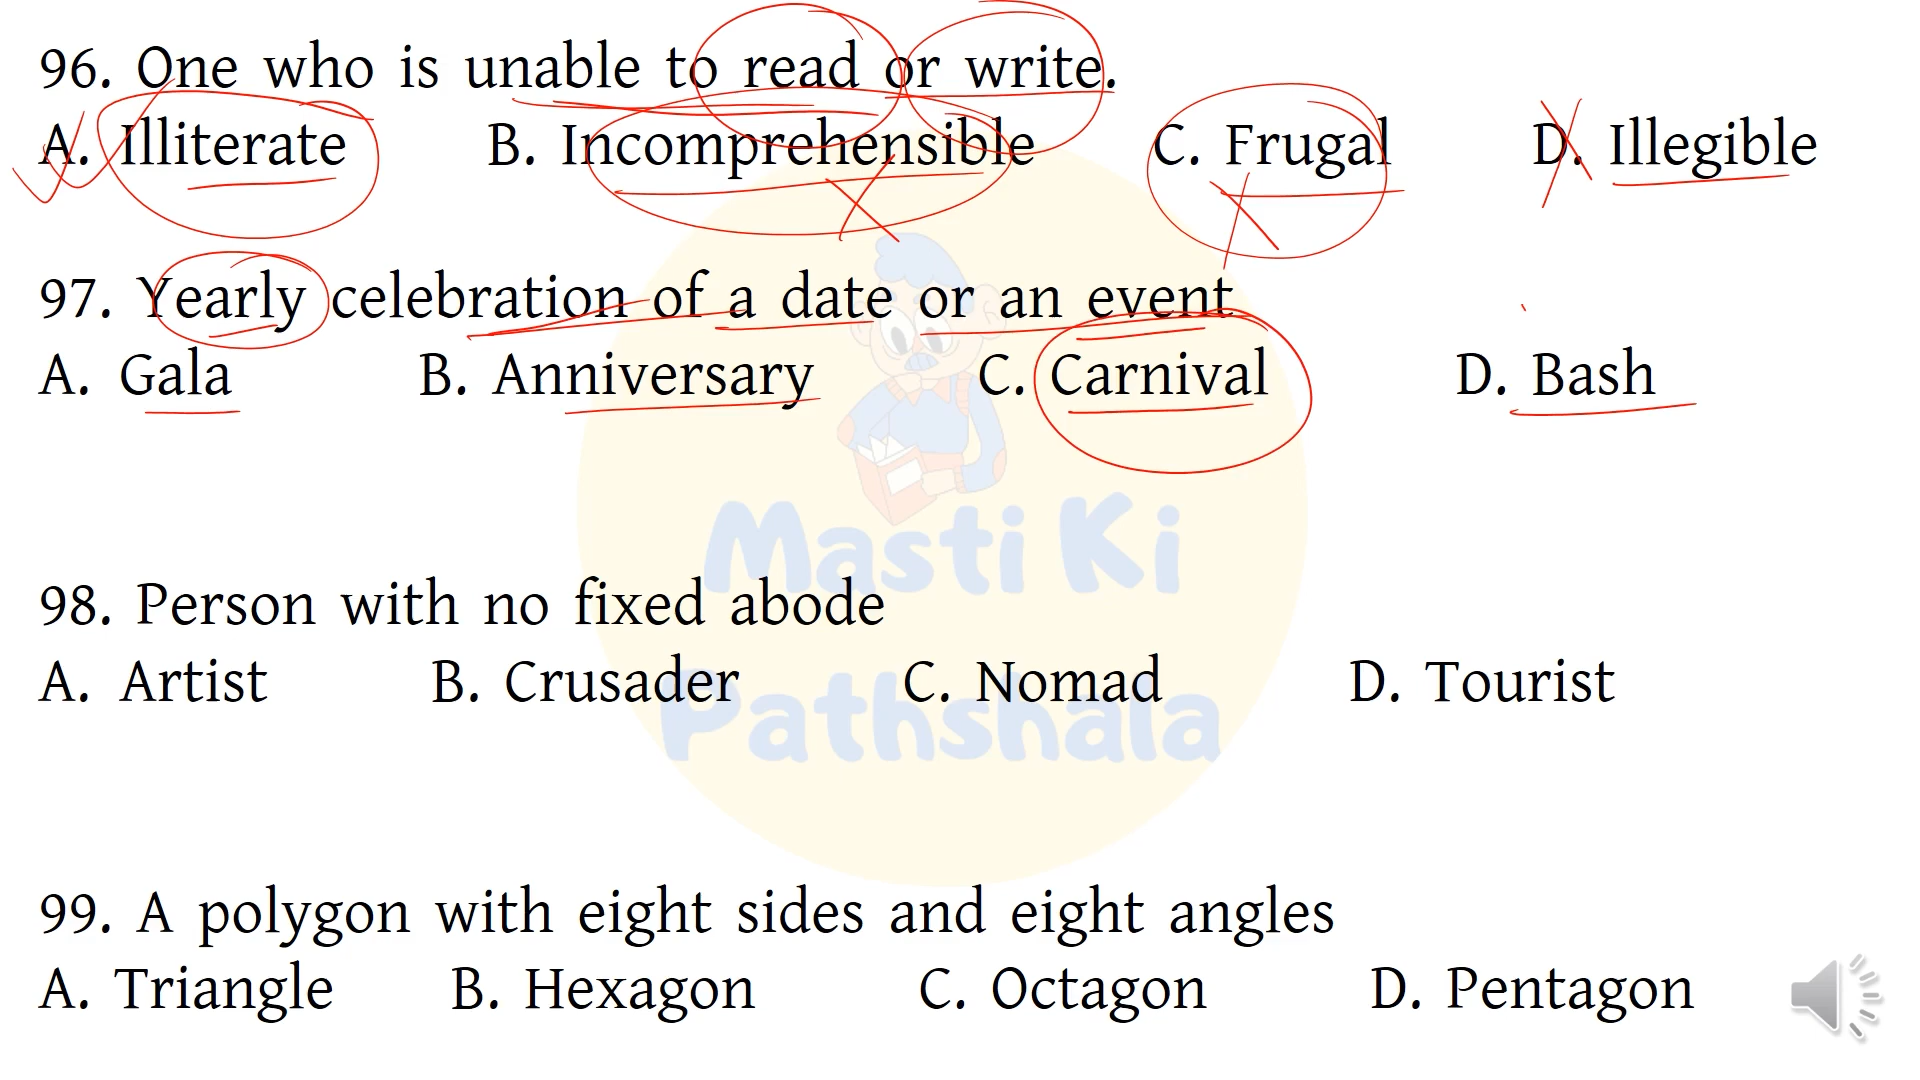 96. One who is unable to read or write.
A. Illiterate B. Incomprehensible C. Frugal D. Illegible
97. Yearly celebration of a date or an event
A. Gala B. Anniversary C. Carnival D. Bash
Masti Ki
98. Person with no fixed abode
A. Artist B. Crusader C. Nomad D. Tourist
Pathshala
99. A polygon with eight sides and eight angles
A. Triangle B. Hexagon C. Octagon D. Pentagon